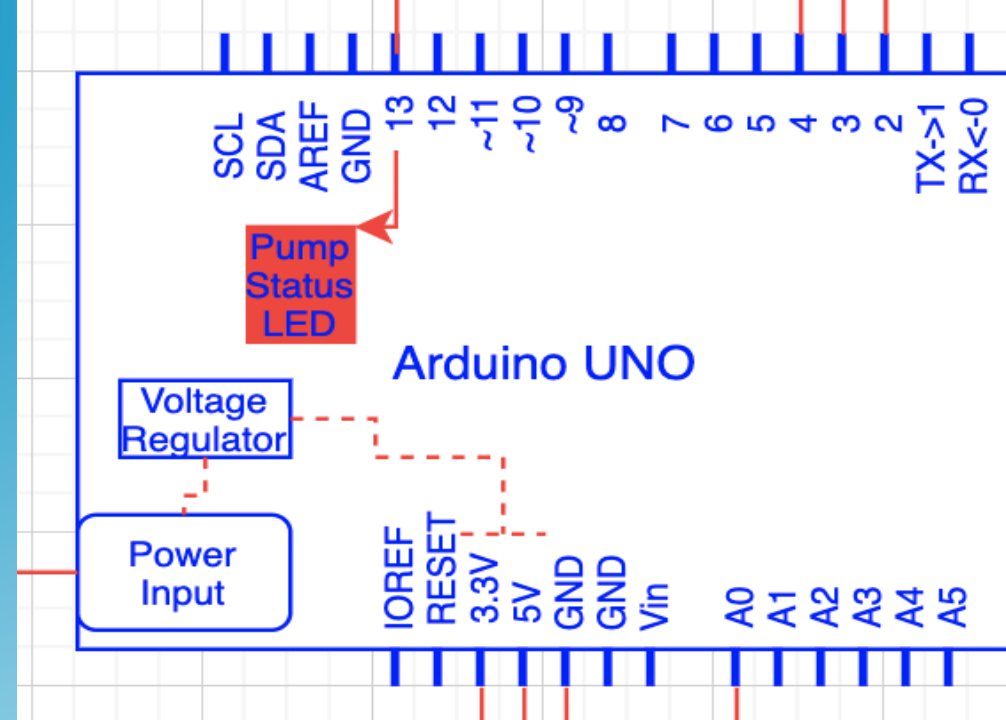 SCL
SDA
AREF
GND
13
12
~11
~10
~9
8
7
6
5
4
3
2
TX->1
RX<-0
Pump
Status
LED
Arduino UNO
Voltage
Regulator
Power
Input
IOREF
RESET
3.3V
5V
GND
GND
Vin
A0
A1
A2
A3
A4
A5